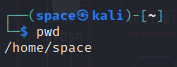 ┌──(space㉿kali)-[~]
└─$ pwd
/home/space